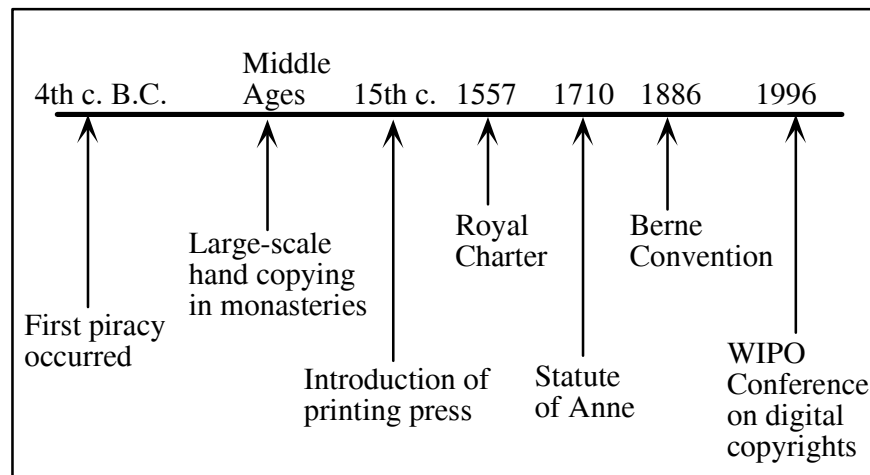 4th c. B.C.
Middle
Ages
15th c.
1557
1710
1886
1996
First piracy
occurred
Large-scale
hand copying
in monasteries
Introduction of
printing press
Royal
Charter
Statute
of Anne
Berne
Convention
WIPO
Conference
on digital
copyrights